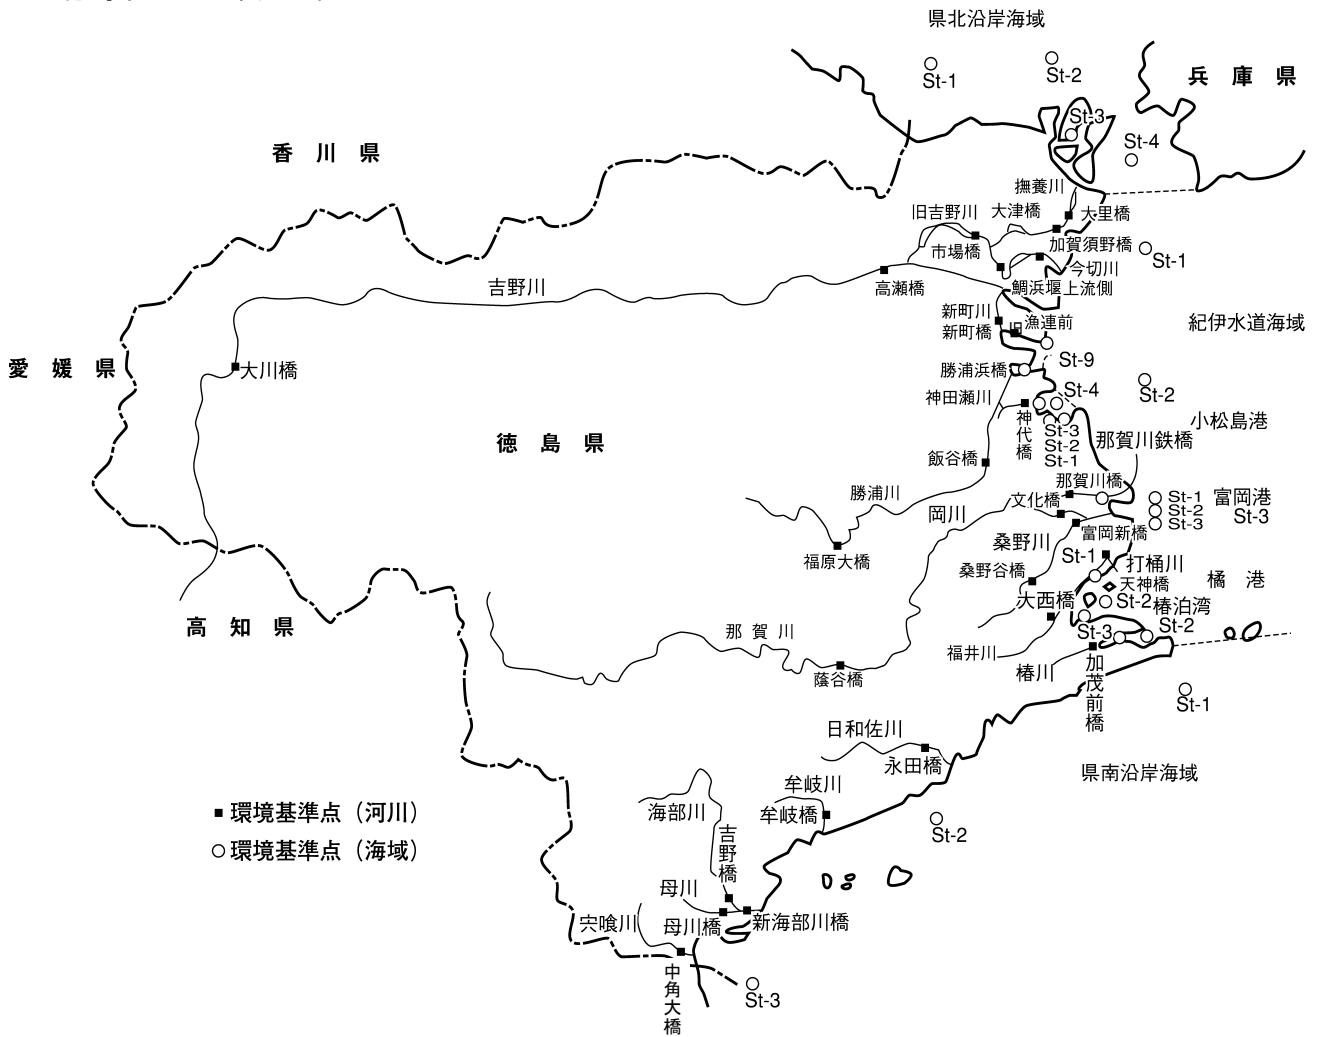 県北沿岸海域
St-1
St-2
兵 庫 県
St-3
St-4
香 川 県
撫養川
旧吉野川
大津橋
大里橋
市場橋
加賀須野橋
St-1
今切川
吉野川
高瀬橋
鯛浜堰上流側
新町川
漁連前
新町橋
旧
紀伊水道海域
愛 媛 県
大川橋
勝浦浜橋
St-9
神田瀬川
St-4
St-2
神代橋
小松島港
徳 島 県
St-3
St-2
St-1
那賀川鉄橋
飯谷橋
那賀川橋
勝浦川
文化橋
St-1
St-2
St-3
富岡港
St-3
岡川
富岡新橋
桑野川
福原大橋
St-1
打桶川
桑野谷橋
天神橋
橘 港
大西橋
St-2
椿泊湾
高 知 県
那 賀 川
St-3
St-2
福井川
椿川
加茂前橋
蔭谷橋
St-1
日和佐川
永田橋
県南沿岸海域
牟岐川
海部川
牟岐橋
■ 環境基準点（河川）
○ 環境基準点（海域）
St-2
吉野橋
母川
宍喰川
母川橋
新海部川橋
中角大橋
St-3